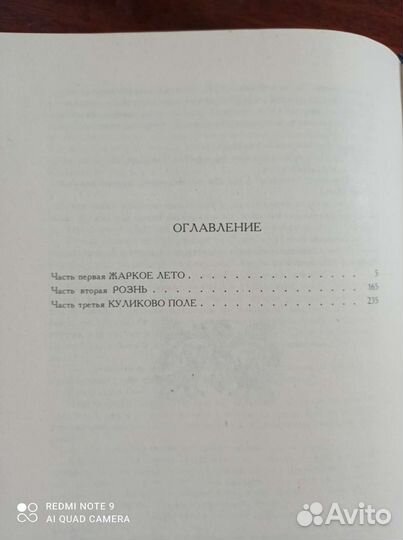 ОГЛАВЛЕНИЕ
Часть первая ЖАРКОЕ ЛЕТО . . . . . . . . . . . . . . 5
Часть вторая РОЗНЬ . . . . . . . . . . . . . . . . . 165
Часть третья КУЛИКОВО ПОЛЕ . . . . . . . . . . . . . 235
REDMI NOTE 9
AI QUAD CAMERA
Avito